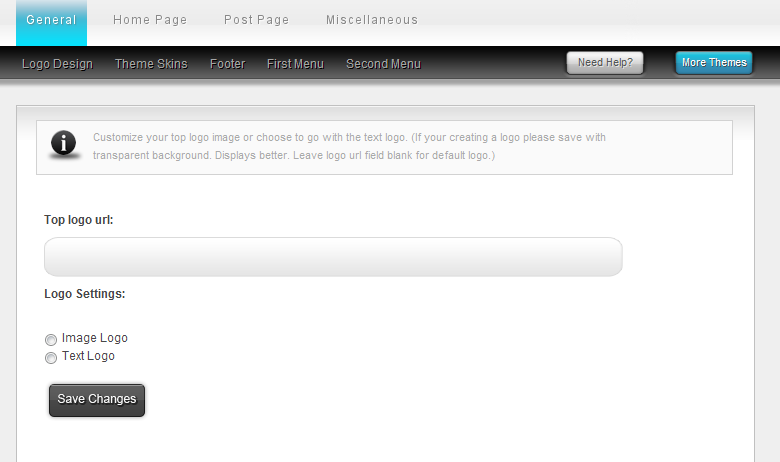 General Home Page Post Page Miscellaneous
Logo Design Theme Skins Footer First Menu Second Menu Need Help? More Themes
i
Customize your top logo image or choose to go with the text logo. (If your creating a logo please save with
transparent background. Displays better. Leave logo url field blank for default logo.)
Top logo url:
Logo Settings:
Image Logo
Text Logo
Save Changes